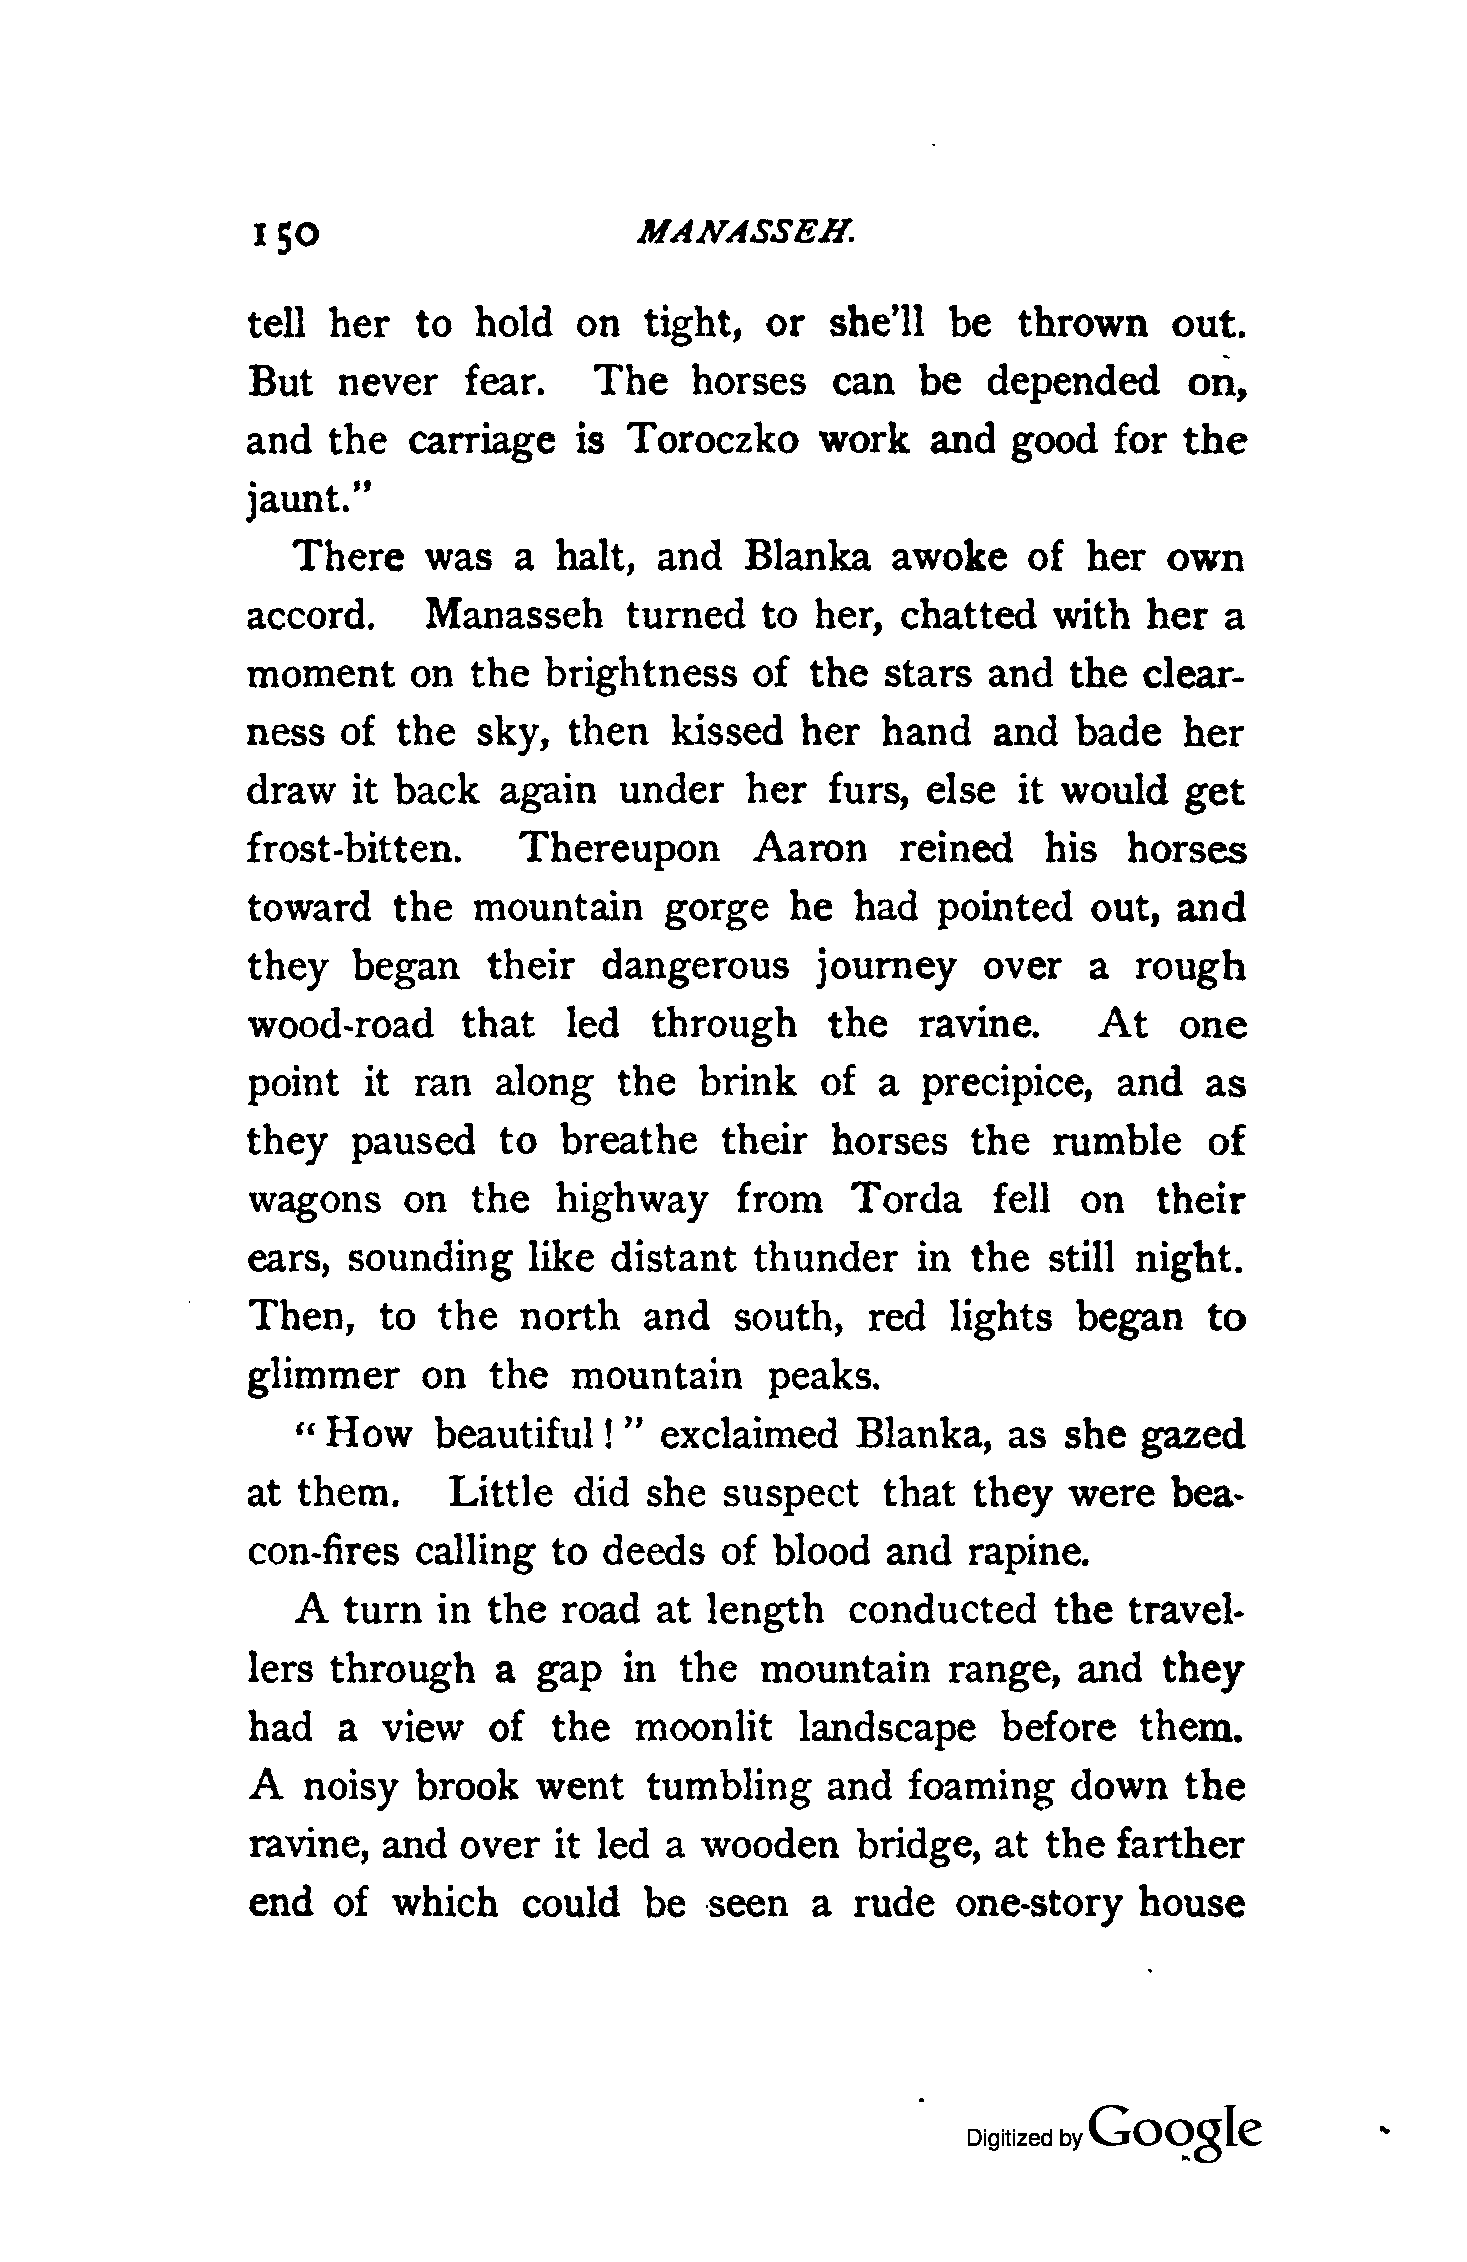 150 MANASSEH.
tell her to hold on tight, or she'll be thrown out.
But never fear. The horses can be depended on,
and the carriage is Toroczko work and good for the
jaunt."
There was a halt, and Blanka awoke of her own
accord. Manasseh turned to her, chatted with her a
moment on the brightness of the stars and the clear-
ness of the sky, then kissed her hand and bade her
draw it back again under her furs, else it would get
frost-bitten. Thereupon Aaron reined his horses
toward the mountain gorge he had pointed out, and
they began their dangerous journey over a rough
wood-road that led through the ravine. At one
point it ran along the brink of a precipice, and as
they paused to breathe their horses the rumble of
wagons on the highway from Torda fell on their
ears, sounding like distant thunder in the still night.
Then, to the north and south, red lights began to
glimmer on the mountain peaks.
"How beautiful!" exclaimed Blanka, as she gazed
at them. Little did she suspect that they were bea-
con-fires calling to deeds of blood and rapine.
A turn in the road at length conducted the travel-
lers through a gap in the mountain range, and they
had a view of the moonlit landscape before them.
A noisy brook went tumbling and foaming down the
ravine, and over it led a wooden bridge, at the farther
end of which could be seen a rude one-story house
Digitized by Google